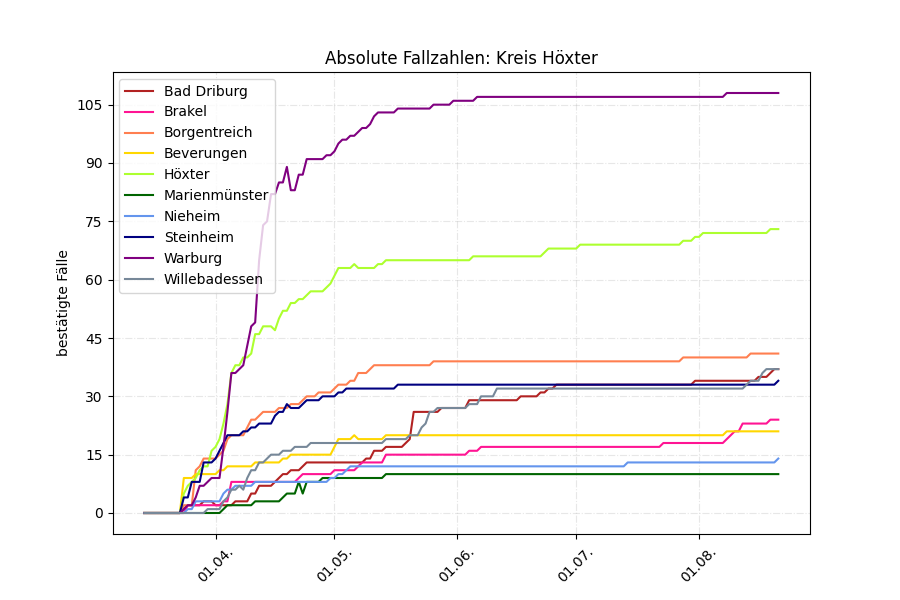 Absolute Fallzahlen: Kreis Höxter
bestätigte Fälle
105
90
75
60
45
30
15
0
Bad Driburg
Brakel
Borgentreich
Beverungen
Höxter
Marienmünster
Nieheim
Steinheim
Warburg
Willebadessen
01.04.
01.05.
01.06.
01.07.
01.08.